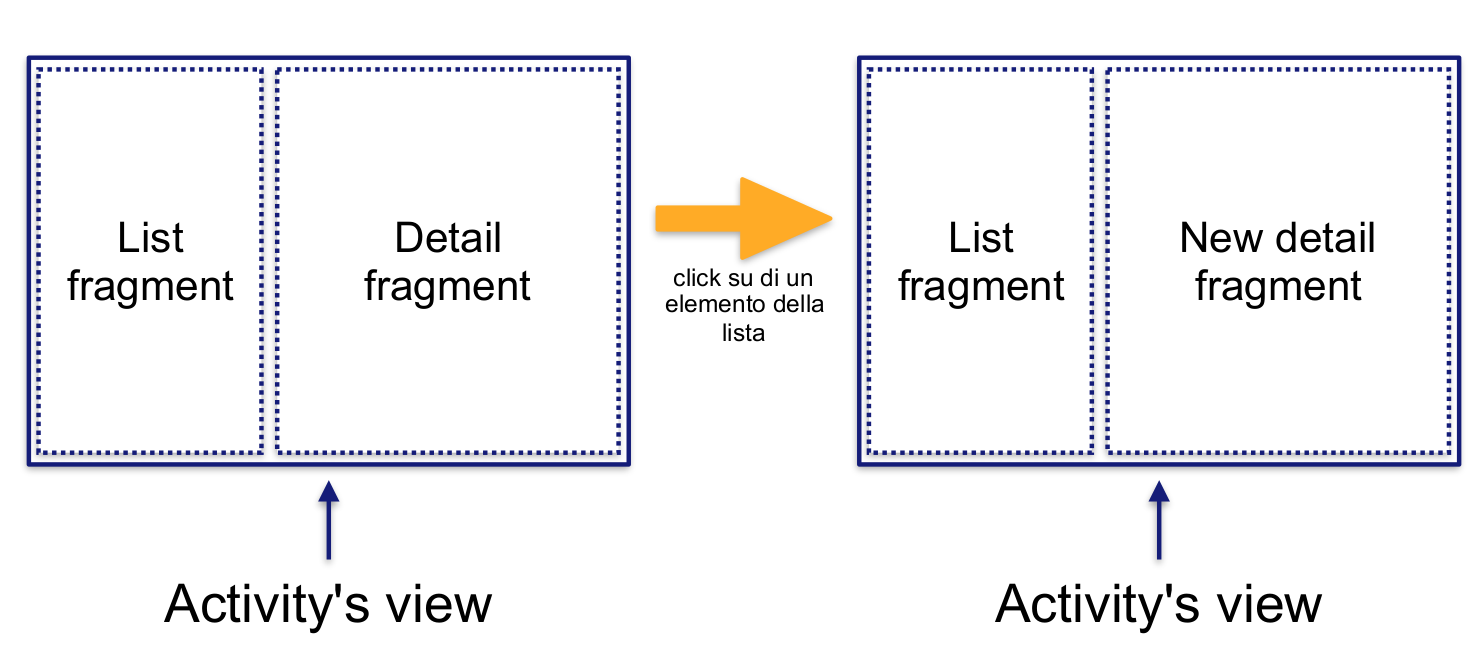 List
fragment
Detail
fragment
click su di un
elemento della
lista
List
fragment
New detail
fragment
Activity's view
Activity's view